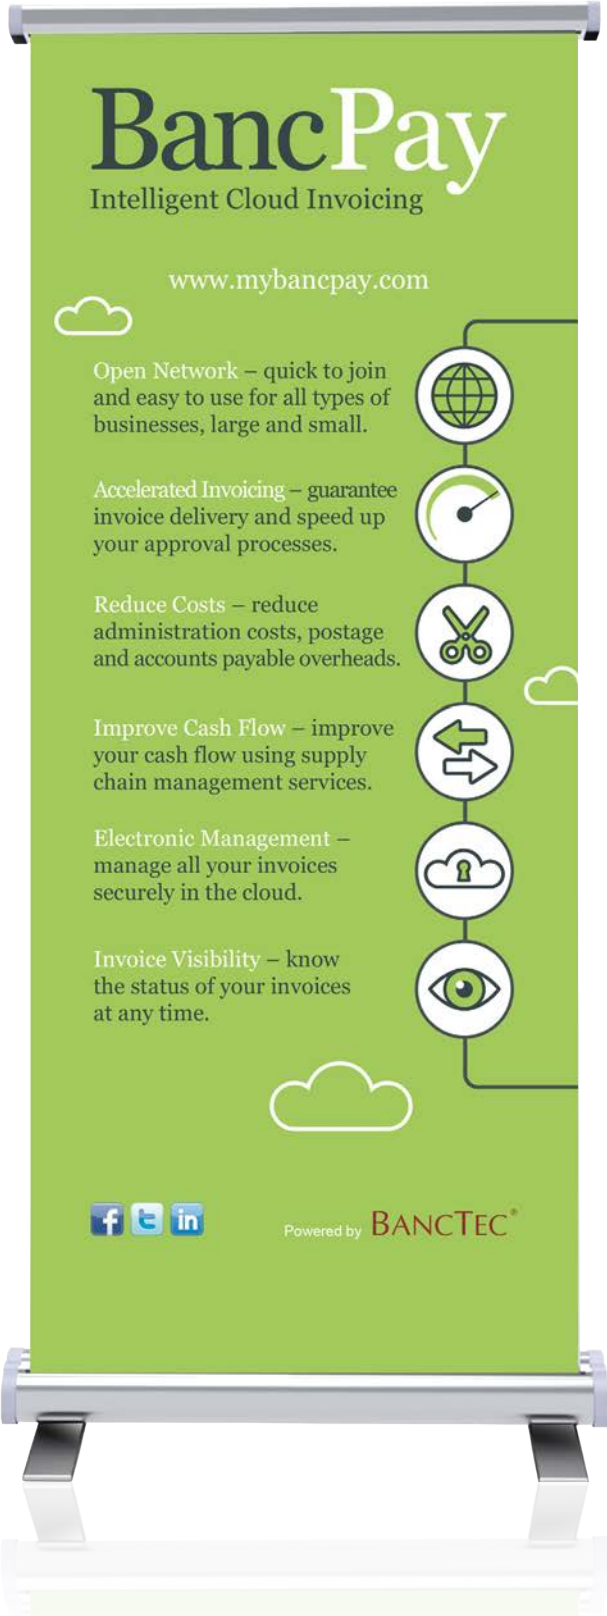 BancPay
Intelligent Cloud Invoicing
www.mybancpay.com
Open Network – quick to join
and easy to use for all types of
businesses, large and small.
Accelerated Invoicing – guarantee
invoice delivery and speed up
your approval processes.
Reduce Costs – reduce
administration costs, postage
and accounts payable overheads.
Improve Cash Flow – improve
your cash flow using supply
chain management services.
Electronic Management –
manage all your invoices
securely in the cloud.
Invoice Visibility – know
the status of your invoices
at any time.
f t in
Powered by BANCTEC®